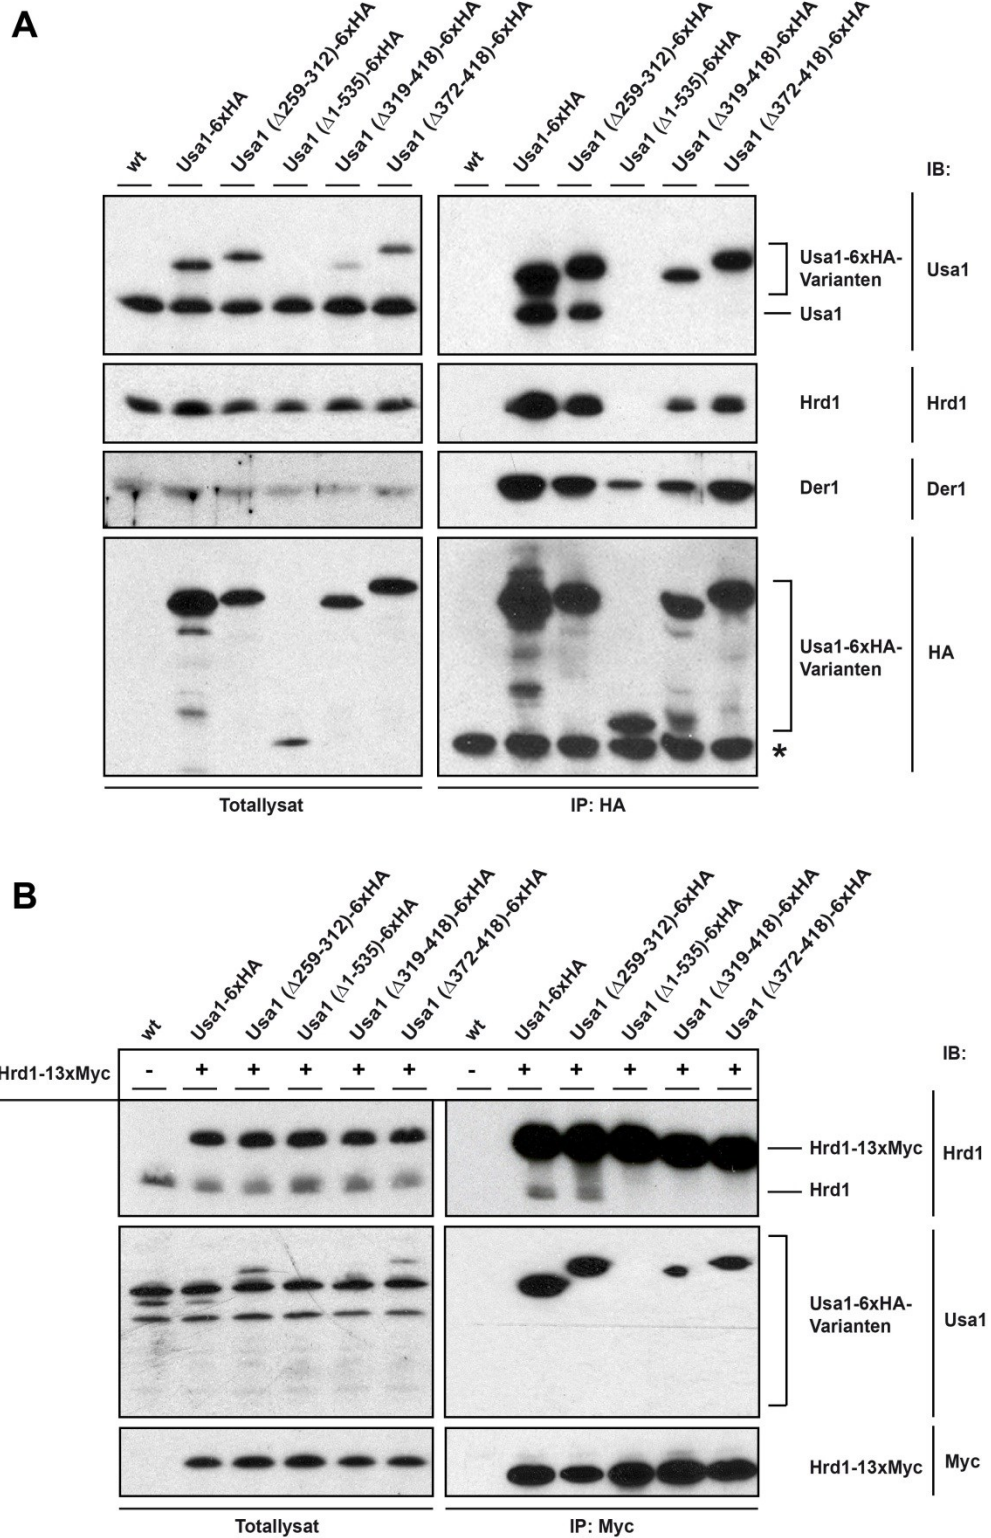 A
wt
Usa1-6xHA
Usa1 (Δ259-312)-6xHA
Usa1 (Δ1-535)-6xHA
Usa1 (Δ319-418)-6xHA
Usa1 (Δ372-418)-6xHA
wt
Usa1-6xHA
Usa1 (Δ259-312)-6xHA
Usa1 (Δ1-535)-6xHA
Usa1 (Δ319-418)-6xHA
Usa1 (Δ372-418)-6xHA
IB:
Usa1-6xHA-
Varianten
Usa1
Usa1
Hrd1
Hrd1
Der1
Der1
Usa1-6xHA-
Varianten
HA
*
Totallysat
IP: HA
B
wt
Usa1-6xHA
Usa1 (Δ259-312)-6xHA
Usa1 (Δ1-535)-6xHA
Usa1 (Δ319-418)-6xHA
Usa1 (Δ372-418)-6xHA
wt
Usa1-6xHA
Usa1 (Δ259-312)-6xHA
Usa1 (Δ1-535)-6xHA
Usa1 (Δ319-418)-6xHA
Usa1 (Δ372-418)-6xHA
IB:
Hrd1-13xMyc - + + + + + - + + + + +
Hrd1-13xMyc
Hrd1
Hrd1
Usa1-6xHA-
Varianten
Usa1
Hrd1-13xMyc
Myc
Totallysat
IP: Myc